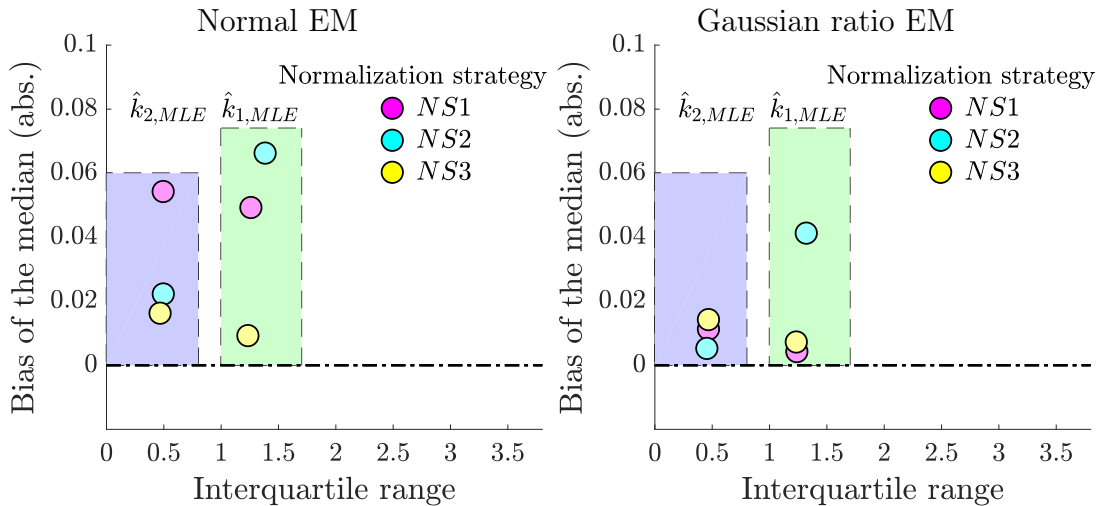 Normal EM
Bias of the median (abs.)
0.1
0.08
0.06
0.04
0.02
0
Normalization strategy
NS1
NS2
NS3
k̂2,MLE
k̂1,MLE
0 0.5 1 1.5 2 2.5 3 3.5
Interquartile range
Gaussian ratio EM
Bias of the median (abs.)
0.1
0.08
0.06
0.04
0.02
0
Normalization strategy
NS1
NS2
NS3
k̂2,MLE
k̂1,MLE
0 0.5 1 1.5 2 2.5 3 3.5
Interquartile range